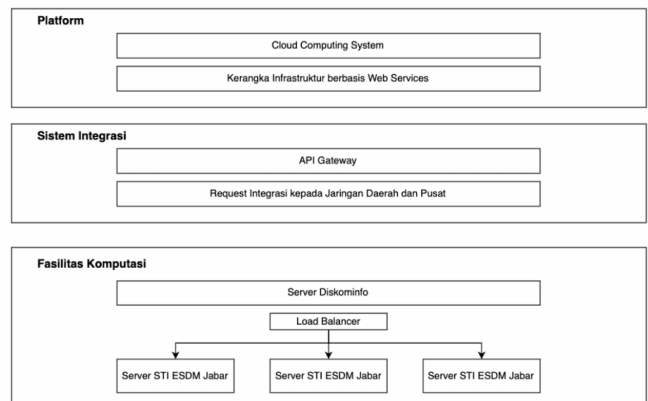 Platform
Cloud Computing System
Kerangka Infrastruktur berbasis Web Services
Sistem Integrasi
API Gateway
Request Integrasi kepada Jaringan Daerah dan Pusat
Fasilitas Komputasi
Server Diskominfo
Load Balancer
Server STI ESDM Jabar
Server STI ESDM Jabar
Server STI ESDM Jabar